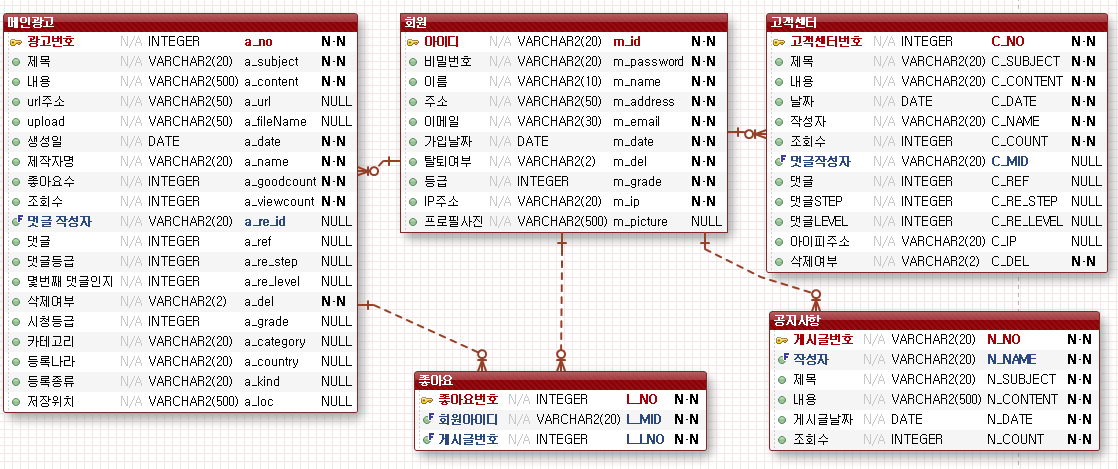 메인광고
광고번호 N/A INTEGER a_no N-N
제목 N/A VARCHAR2(20) a_subject N-N
내용 N/A VARCHAR2(500) a_content N-N
url주소 N/A VARCHAR2(50) a_url NULL
upload N/A VARCHAR2(50) a_fileName NULL
생성일 N/A DATE a_date N-N
제작자명 N/A VARCHAR2(20) a_name N-N
좋아요수 N/A INTEGER a_goodcount N-N
조회수 N/A INTEGER a_viewcount N-N
댓글 작성자 N/A VARCHAR2(20) a_re_id NULL
댓글 N/A INTEGER a_ref NULL
댓글등급 N/A INTEGER a_re_step NULL
몇번째 댓글인지 N/A INTEGER a_re_level NULL
삭제여부 N/A VARCHAR2(2) a_del N-N
시청등급 N/A INTEGER a_grade NULL
카테고리 N/A VARCHAR2(20) a_category NULL
등록나라 N/A VARCHAR2(20) a_country NULL
등록종류 N/A VARCHAR2(20) a_kind NULL
저장위치 N/A VARCHAR2(500) a_loc NULL
회원
아이디 N/A VARCHAR2(20) m_id N-N
비밀번호 N/A VARCHAR2(20) m_password N-N
이름 N/A VARCHAR2(10) m_name N-N
주소 N/A VARCHAR2(50) m_address N-N
이메일 N/A VARCHAR2(30) m_email N-N
가입날짜 N/A DATE m_date N-N
탈퇴여부 N/A VARCHAR2(2) m_del N-N
등급 N/A INTEGER m_grade N-N
IP주소 N/A VARCHAR2(20) m_ip N-N
프로필사진 N/A VARCHAR2(500) m_picture NULL
고객센터
고객센터번호 N/A INTEGER C_NO N-N
제목 N/A VARCHAR2(20) C_SUBJECT N-N
내용 N/A VARCHAR2(20) C_CONTENT N-N
날짜 N/A DATE C_DATE N-N
작성자 N/A VARCHAR2(20) C_NAME N-N
조회수 N/A INTEGER C_COUNT N-N
댓글작성자 N/A VARCHAR2(20) C_MID NULL
댓글 N/A INTEGER C_REF NULL
댓글STEP N/A INTEGER C_RE_STEP NULL
댓글LEVEL N/A INTEGER C_RE_LEVEL NULL
아이피주소 N/A VARCHAR2(20) C_IP NULL
삭제여부 N/A VARCHAR2(2) C_DEL N-N
좋아요
좋아요번호 N/A INTEGER L_NO N-N
회원아이디 N/A VARCHAR2(20) L_MID N-N
게시글번호 N/A INTEGER L_LNO N-N
공지사항
게시글번호 N/A VARCHAR2(20) N_NO N-N
작성자 N/A VARCHAR2(20) N_NAME N-N
제목 N/A VARCHAR2(20) N_SUBJECT N-N
내용 N/A VARCHAR2(500) N_CONTENT N-N
게시글날짜 N/A DATE N_DATE N-N
조회수 N/A INTEGER N_COUNT N-N